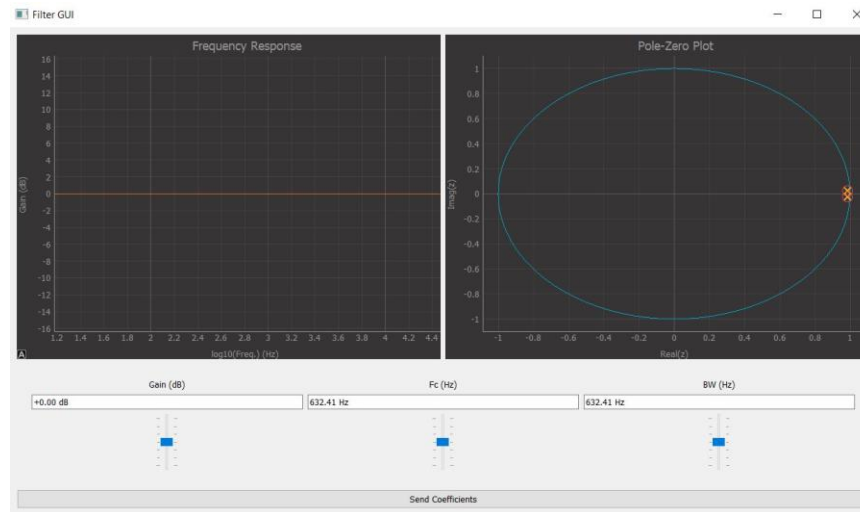 Filter GUI
Frequency Response
16
14
12
10
8
6
4
2
0
-2
-4
-6
-8
-10
-12
-14
-16
Gain (dB)
1.2 1.4 1.6 1.8 2 2.2 2.4 2.6 2.8 3 3.2 3.4 3.6 3.8 4 4.2 4.4
log10(Freq.) (Hz)
A
Pole-Zero Plot
1
0.8
0.6
0.4
0.2
0
-0.2
-0.4
-0.6
-0.8
-1
Imag(z)
-1 -0.8 -0.6 -0.4 -0.2 0 0.2 0.4 0.6 0.8 1
Real(z)
Gain (dB) Fc (Hz) BW (Hz)
+0.00 dB 632.41 Hz 632.41 Hz
Send Coefficients